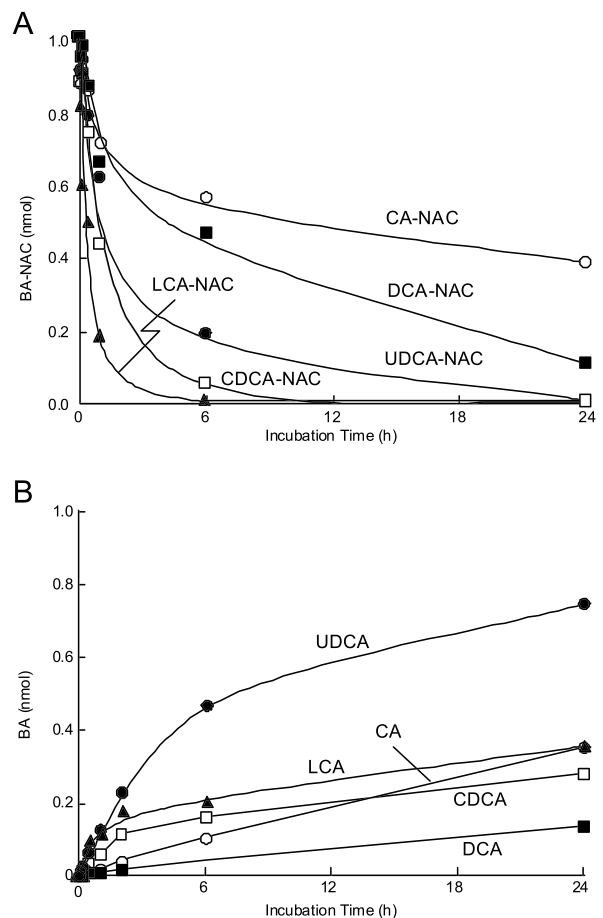 A
1.0
0.8
0.6
0.4
0.2
0.0
BA-NAC (nmol)
CA-NAC
LCA-NAC
DCA-NAC
UDCA-NAC
CDCA-NAC
0 6 12 18 24
Incubation Time (h)
B
1.0
0.8
0.6
0.4
0.2
0
BA (nmol)
UDCA
CA
LCA
CDCA
DCA
0 6 12 18 24
Incubation Time (h)